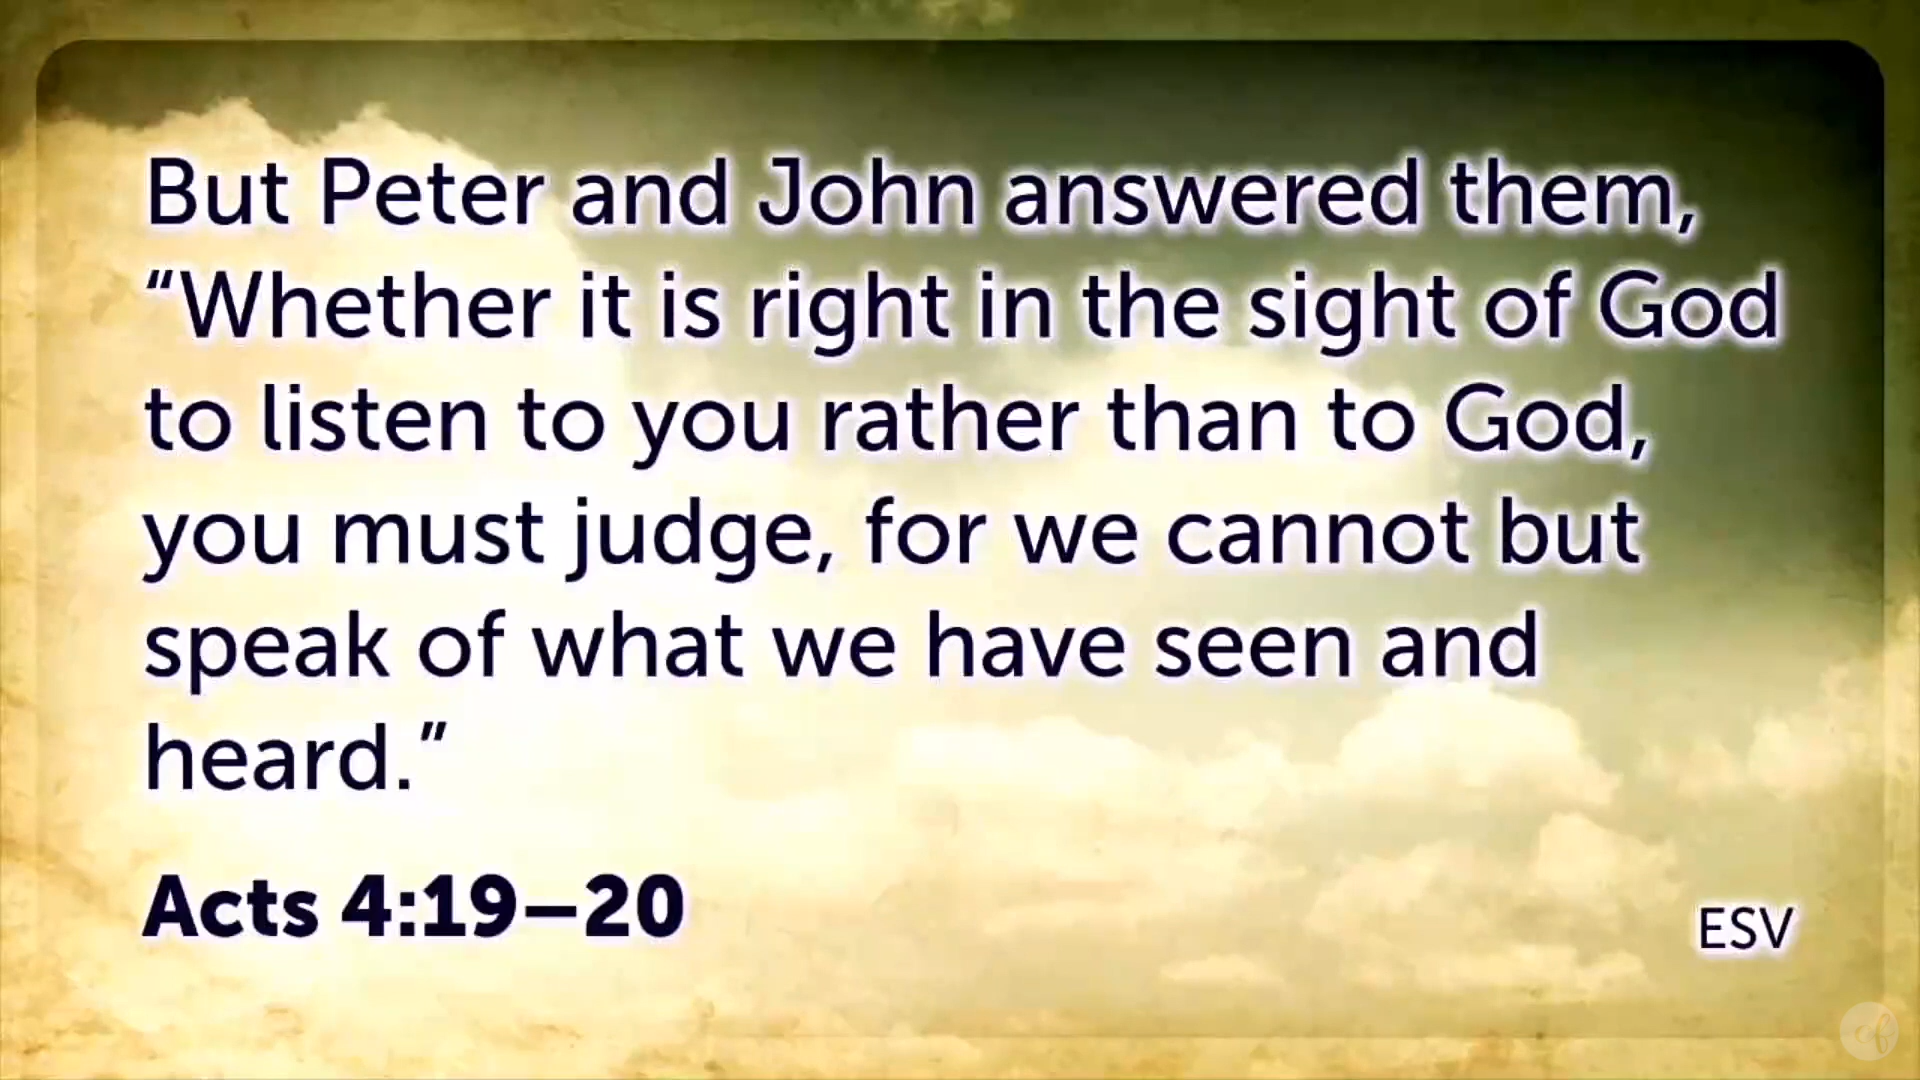 But Peter and John answered them,
“Whether it is right in the sight of God
to listen to you rather than to God,
you must judge, for we cannot but
speak of what we have seen and
heard.”
Acts 4:19–20
ESV